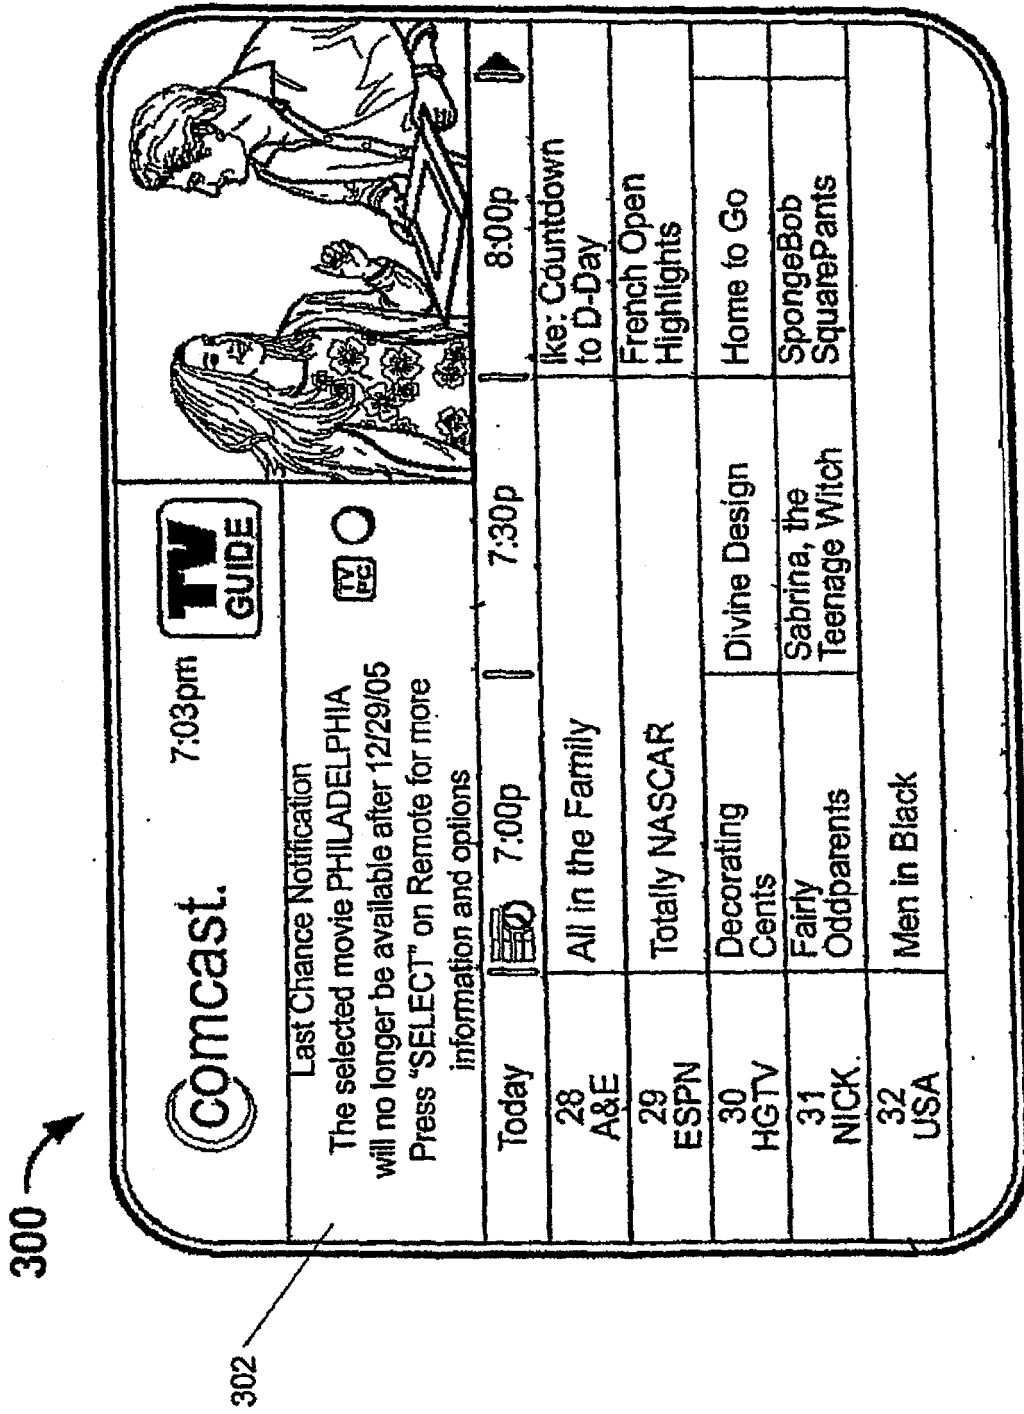 300
302
Comcast.
7:03pm
TV
GUIDE
Last Chance Notification
The selected movie PHILADELPHIA
will no longer be available after 12/29/05
Press “SELECT” on Remote for more
information and options
TV
PC
Today
7:00p
7:30p
8:00p
28
A&E
All in the Family
Ike: Countdown
to D-Day
29
ESPN
Totally NASCAR
French Open
Highlights
30
HGTV
Decorating
Cents
Divine Design
Home to Go
31
NICK.
Fairly
Oddparents
Sabrina, the
Teenage Witch
SpongeBob
SquarePants
32
USA
Men in Black